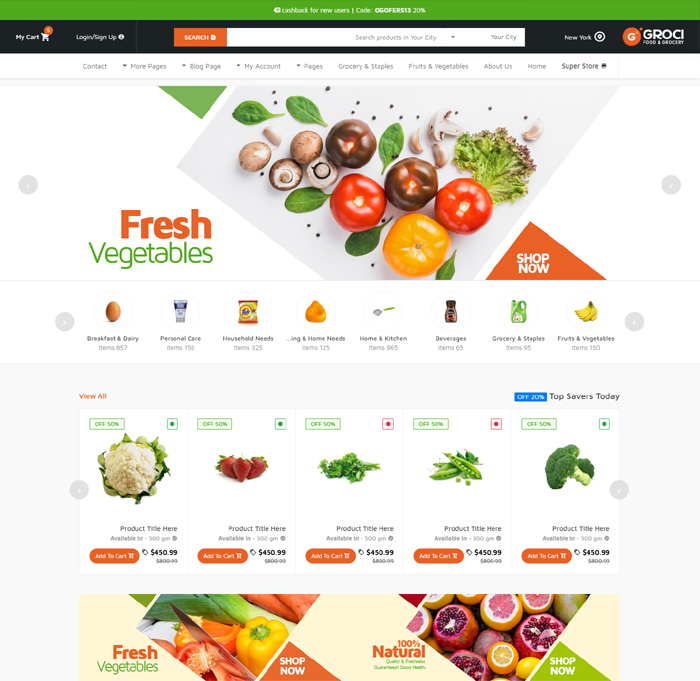 cashback for new users | Code: OGOFERS13 20%
My Cart
5
Login/Sign Up
SEARCH
Search products in Your City
Your City
New York
G GROCI
FOOD & GROCERY
Contact
More Pages
Blog Page
My Account
Pages
Grocery & Staples
Fruits & Vegetables
About Us
Home
Super Store
Fresh
Vegetables
SHOP
NOW
Breakfast & Dairy
Items 857
Personal Care
Items 156
Household Needs
Items 325
...ing & Home Needs
Items 125
Home & Kitchen
Items 965
Beverages
Items 65
Grocery & Staples
Items 95
Fruits & Vegetables
Items 150
View All
OFF 20% Top Savers Today
OFF 50%
Product Title Here
Available in - 500 gm
Add To Cart
$450.99
$800.99
OFF 50%
Product Title Here
Available in - 500 gm
Add To Cart
$450.99
$800.99
OFF 50%
Product Title Here
Available in - 500 gm
Add To Cart
$450.99
$800.99
OFF 50%
Product Title Here
Available in - 500 gm
Add To Cart
$450.99
$800.99
OFF 50%
Product Title Here
Available in - 500 gm
Add To Cart
$450.99
$800.99
Fresh
Vegetables
SHOP
NOW
100%
Natural
Quality & Freshness
Guaranteed! Good Health.
SHOP
NOW